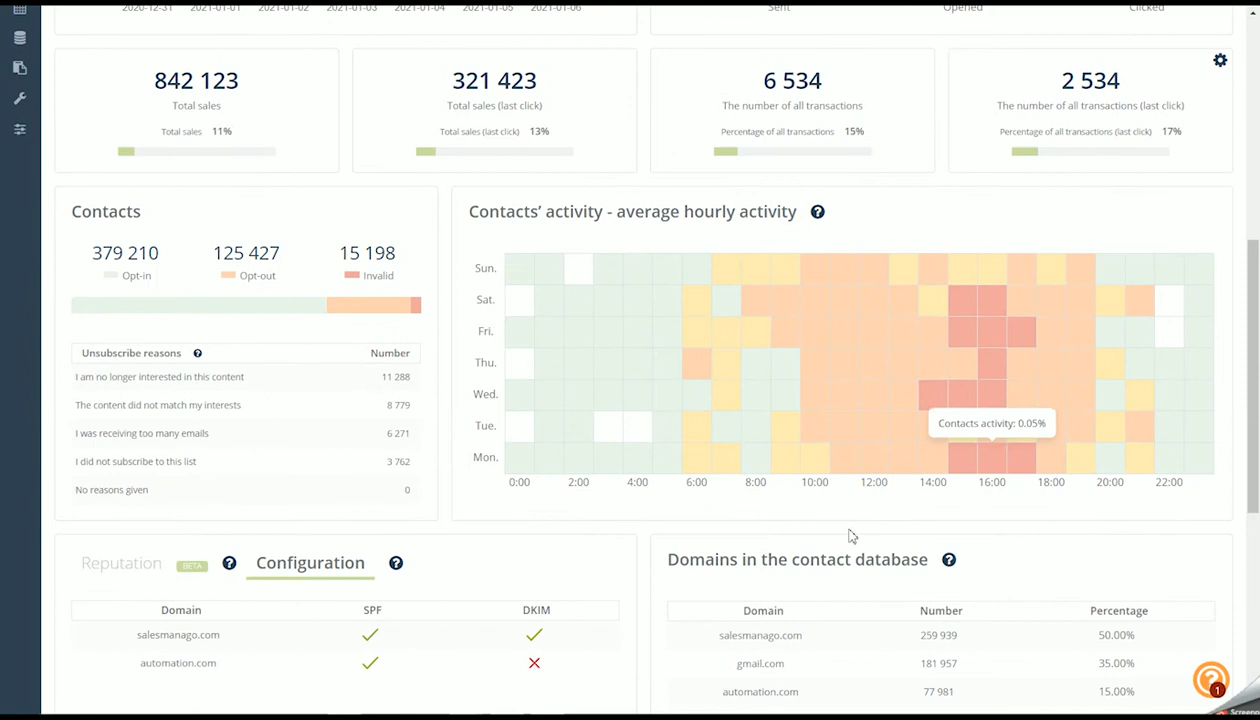 2020-12-31 2021-01-01 2021-01-02 2021-01-03 2021-01-04 2021-01-05 2021-01-06
Sent Opened Clicked
842 123
Total sales
Total sales 11%
321 423
Total sales (last click)
Total sales (last click) 13%
6 534
The number of all transactions
Percentage of all transactions 15%
2 534
The number of all transactions (last click)
Percentage of all transactions (last click) 17%
Contacts
379 210 125 427 15 198
Opt-in Opt-out Invalid
Unsubscribe reasons ? Number
I am no longer interested in this content 11 288
The content did not match my interests 8 779
I was receiving too many emails 6 271
I did not subscribe to this list 3 762
No reasons given 0
Contacts' activity - average hourly activity ?
Sun.
Sat.
Fri.
Thu.
Wed.
Tue.
Contacts activity: 0.05%
Mon.
0:00 2:00 4:00 6:00 8:00 10:00 12:00 14:00 16:00 18:00 20:00 22:00
Reputation BETA ? Configuration ?
Domain SPF DKIM
salesmanago.com
automation.com
Domains in the contact database ?
Domain Number Percentage
salesmanago.com 259 939 50.00%
gmail.com 181 957 35.00%
automation.com 77 981 15.00%
? 1